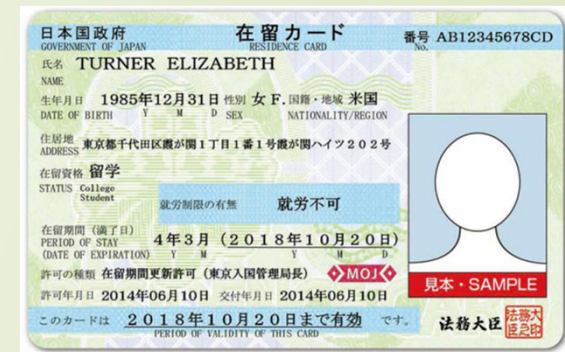 日本国政府 在留カード 番号 AB12345678CD
GOVERNMENT OF JAPAN RESIDENCE CARD No.
氏名 TURNER ELIZABETH
NAME
生年月日 1985年12月31日 性別 女 F. 国籍・地域 米国
DATE OF BIRTH Y M D SEX NATIONALITY/REGION
住居地 東京都千代田区霞が関1丁目1番1号霞が関ハイツ202号
ADDRESS
在留資格 留学
STATUS College
Student
就労制限の有無 就労不可
在留期間(満了日)
PERIOD OF STAY 4年3月(2018年10月20日)
(DATE OF EXPIRATION) Y M Y M D
許可の種類 在留期間更新許可(東京入国管理局長) MOJ
見本・SAMPLE
許可年月日 2014年06月10日 交付年月日 2014年06月10日
このカードは 2018年10月20日まで有効 です。
PERIOD OF VALIDITY OF THIS CARD
法務大臣 法務大臣之印